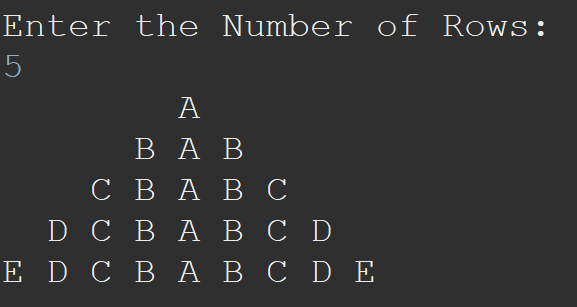 Enter the Number of Rows:
5
        A
      B A B
    C B A B C
  D C B A B C D
E D C B A B C D E